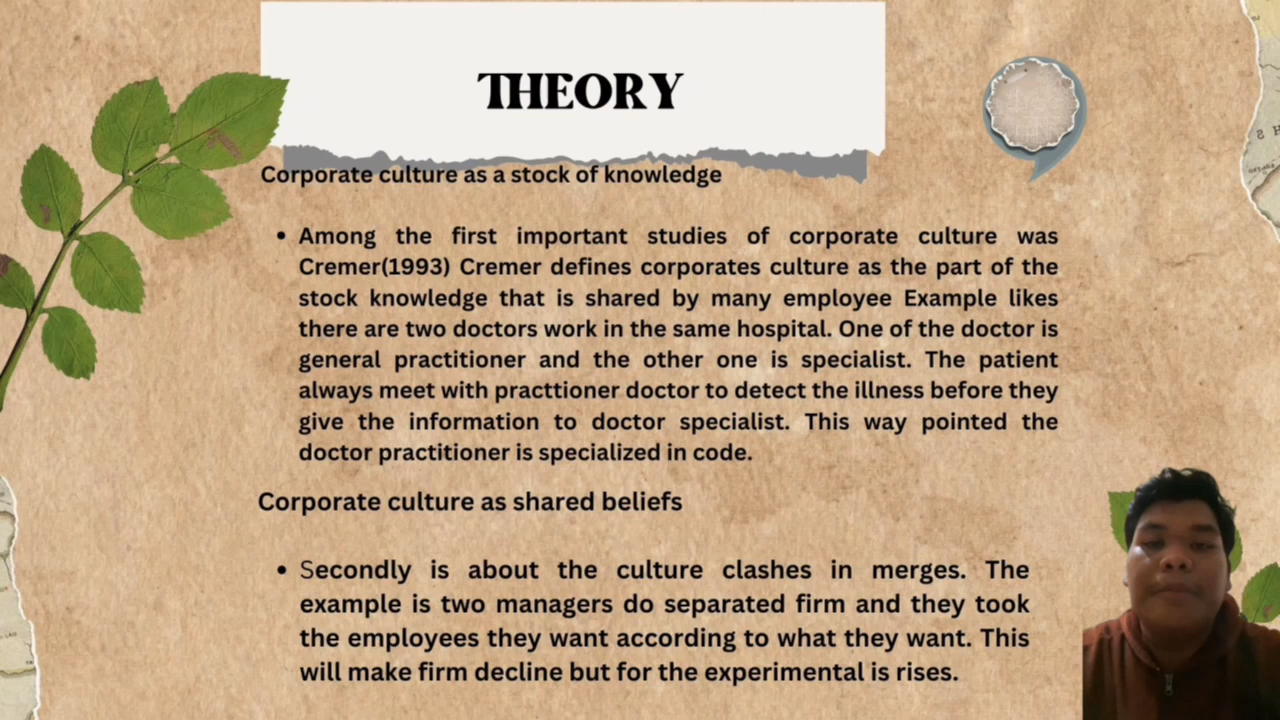 THEORY
Corporate culture as a stock of knowledge
• Among the first important studies of corporate culture was
Cremer(1993) Cremer defines corporates culture as the part of the
stock knowledge that is shared by many employee Example likes
there are two doctors work in the same hospital. One of the doctor is
general practitioner and the other one is specialist. The patient
always meet with practtioner doctor to detect the illness before they
give the information to doctor specialist. This way pointed the
doctor practitioner is specialized in code.
Corporate culture as shared beliefs
• Secondly is about the culture clashes in merges. The
example is two managers do separated firm and they took
the employees they want according to what they want. This
will make firm decline but for the experimental is rises.